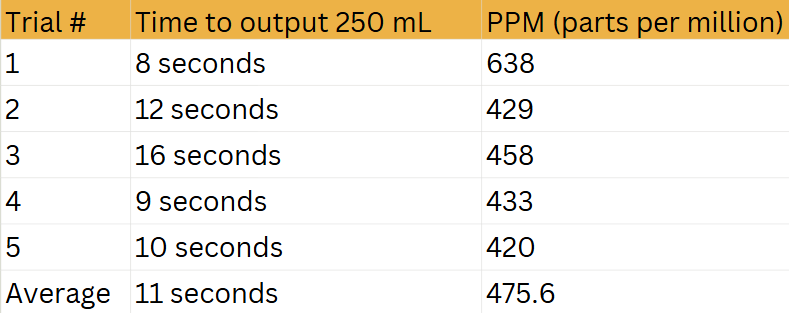 Trial # Time to output 250 mL PPM (parts per million)
1 8 seconds 638
2 12 seconds 429
3 16 seconds 458
4 9 seconds 433
5 10 seconds 420
Average 11 seconds 475.6